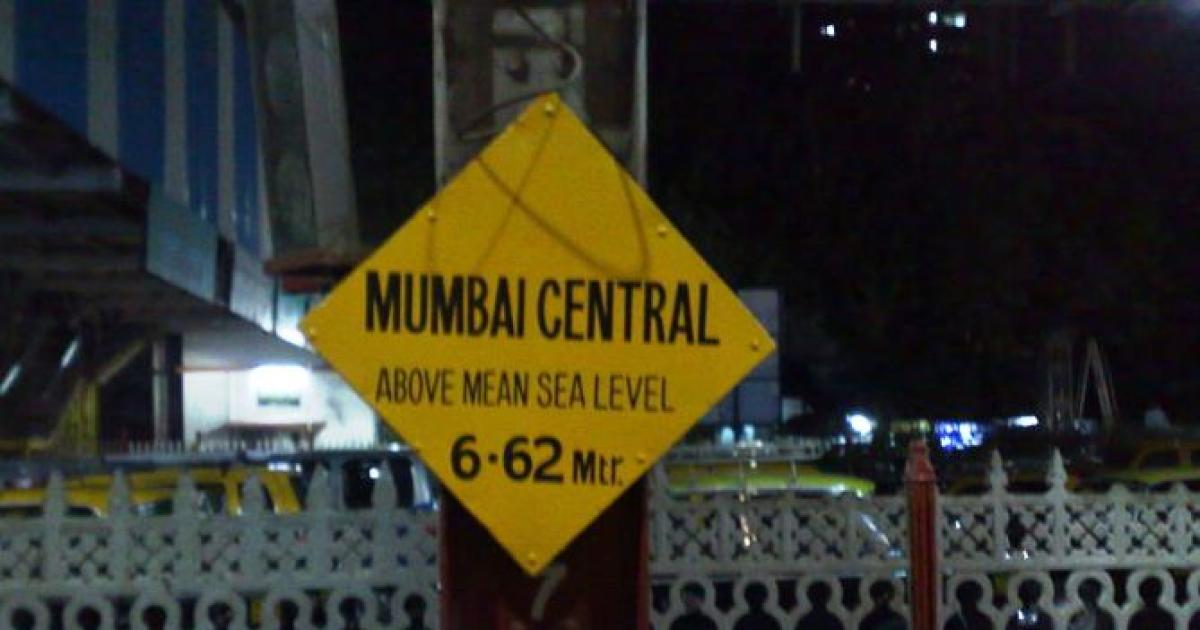 MUMBAI CENTRAL
ABOVE MEAN SEA LEVEL
6·62 Mtr.